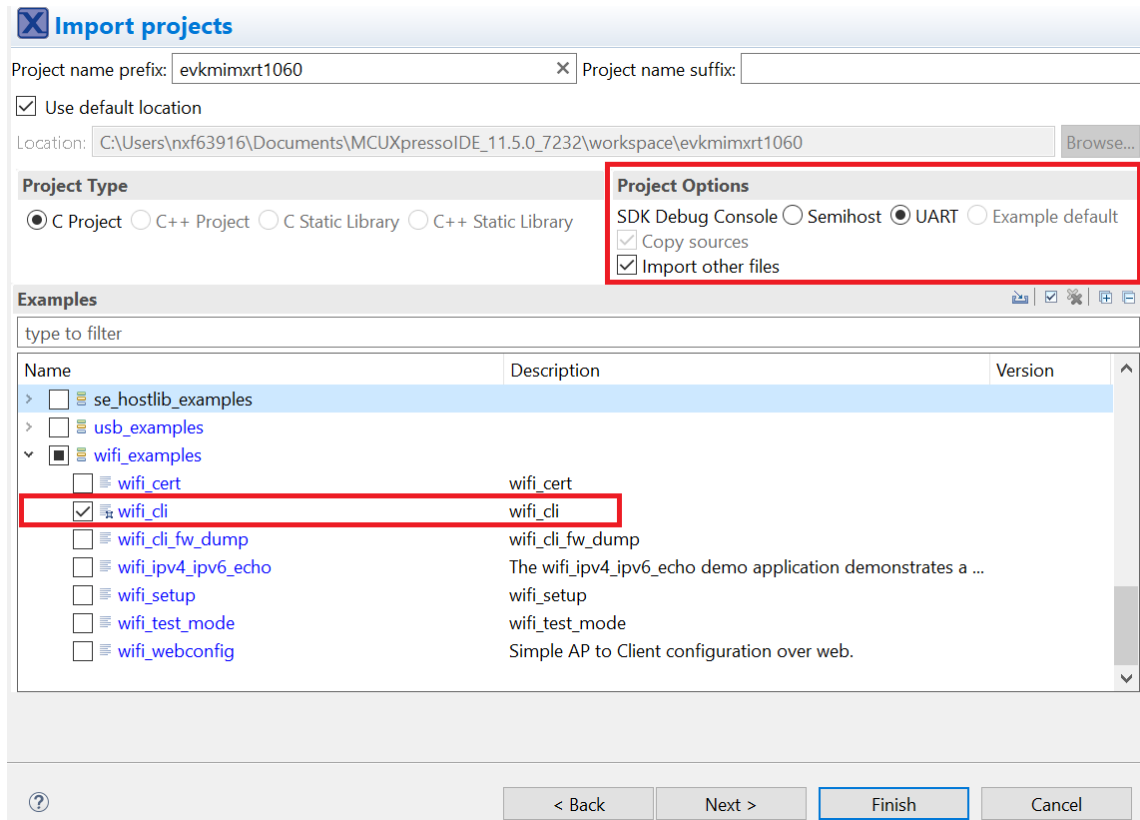 Import projects
Project name prefix: evkmimxrt1060 Project name suffix:
Use default location
Location: C:\Users\nxf63916\Documents\MCUXpressoIDE_11.5.0_7232\workspace\evkmimxrt1060 Browse...
Project Type
C Project C++ Project C Static Library C++ Static Library
Project Options
SDK Debug Console Semihost UART Example default
Copy sources
Import other files
Examples
type to filter
Name Description Version
se_hostlib_examples
usb_examples
wifi_examples
wifi_cert wifi_cert
wifi_cli wifi_cli
wifi_cli_fw_dump wifi_cli_fw_dump
wifi_ipv4_ipv6_echo The wifi_ipv4_ipv6_echo demo application demonstrates a ...
wifi_setup wifi_setup
wifi_test_mode wifi_test_mode
wifi_webconfig Simple AP to Client configuration over web.
< Back Next > Finish Cancel